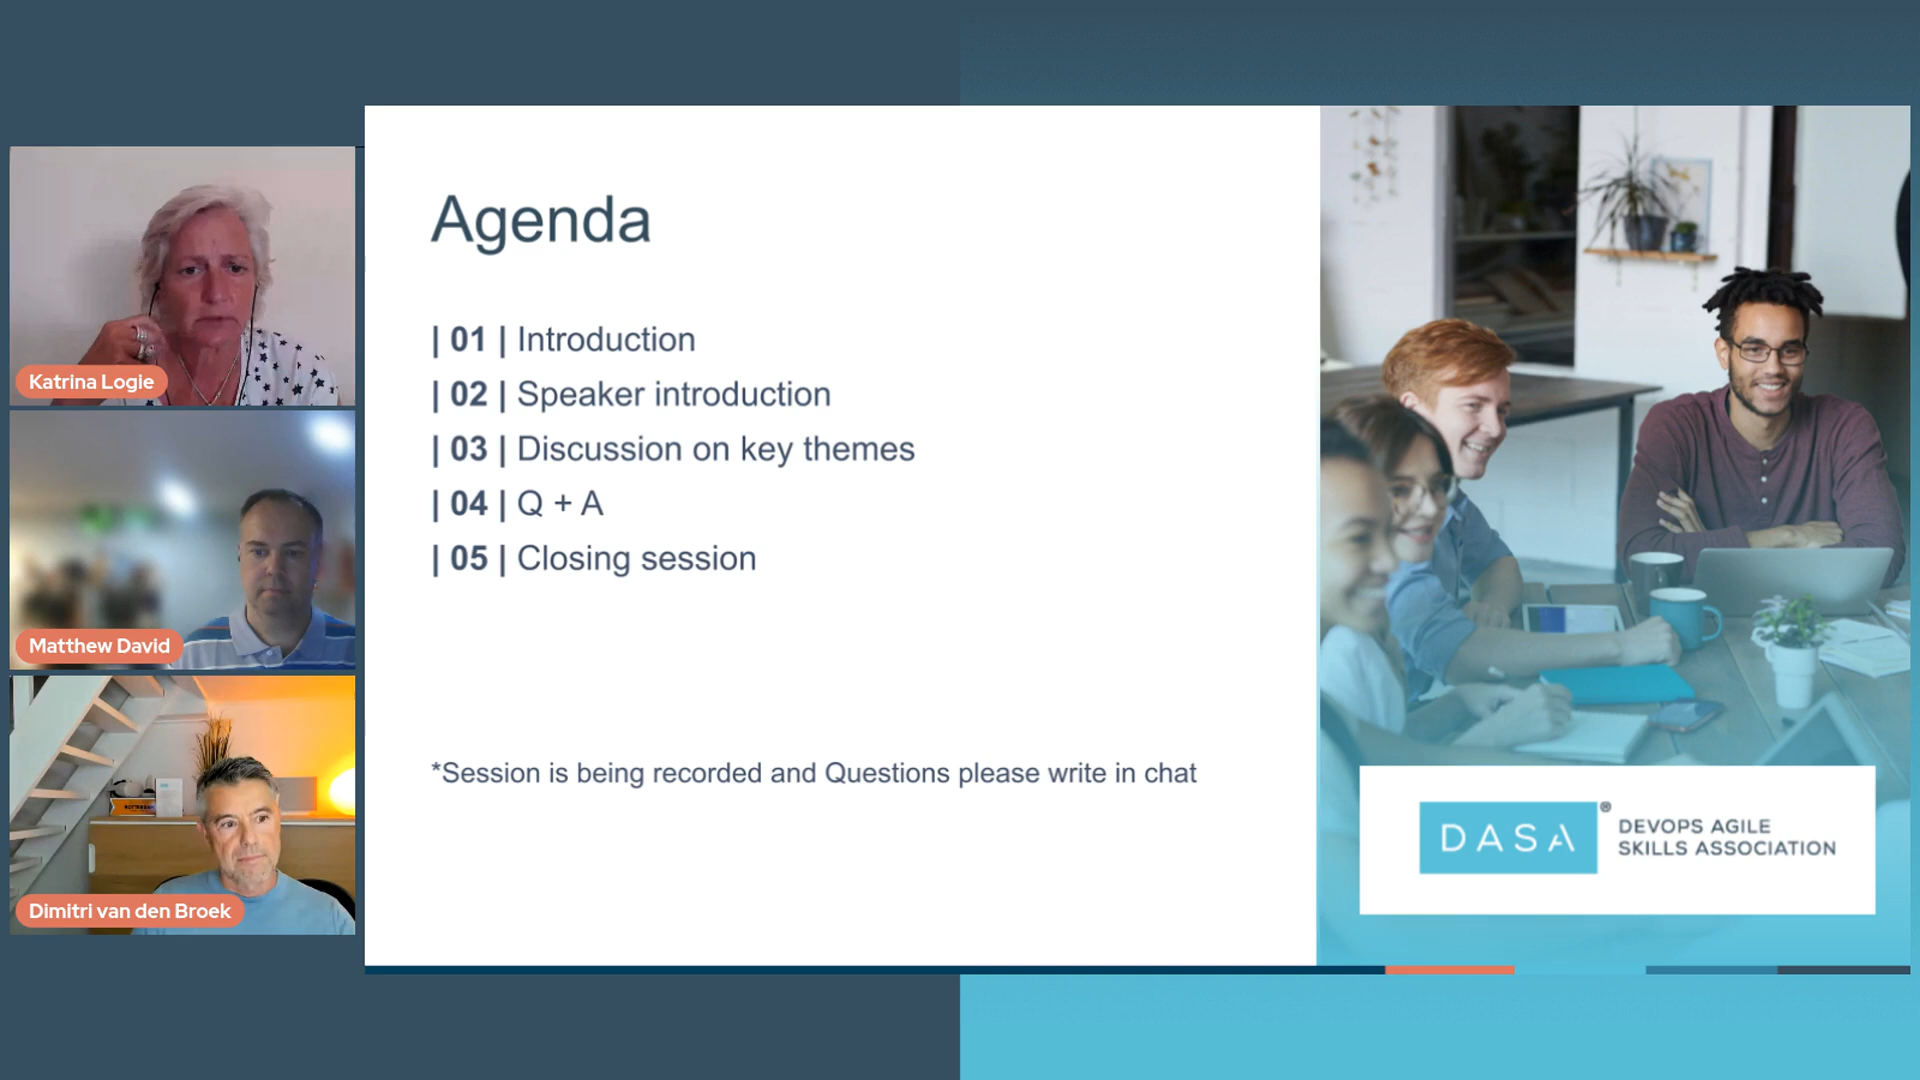 Agenda
| 01 | Introduction
| 02 | Speaker introduction
| 03 | Discussion on key themes
| 04 | Q + A
| 05 | Closing session
*Session is being recorded and Questions please write in chat
Katrina Logie
Matthew David
Dimitri van den Broek
DASA®
DEVOPS AGILE
SKILLS ASSOCIATION